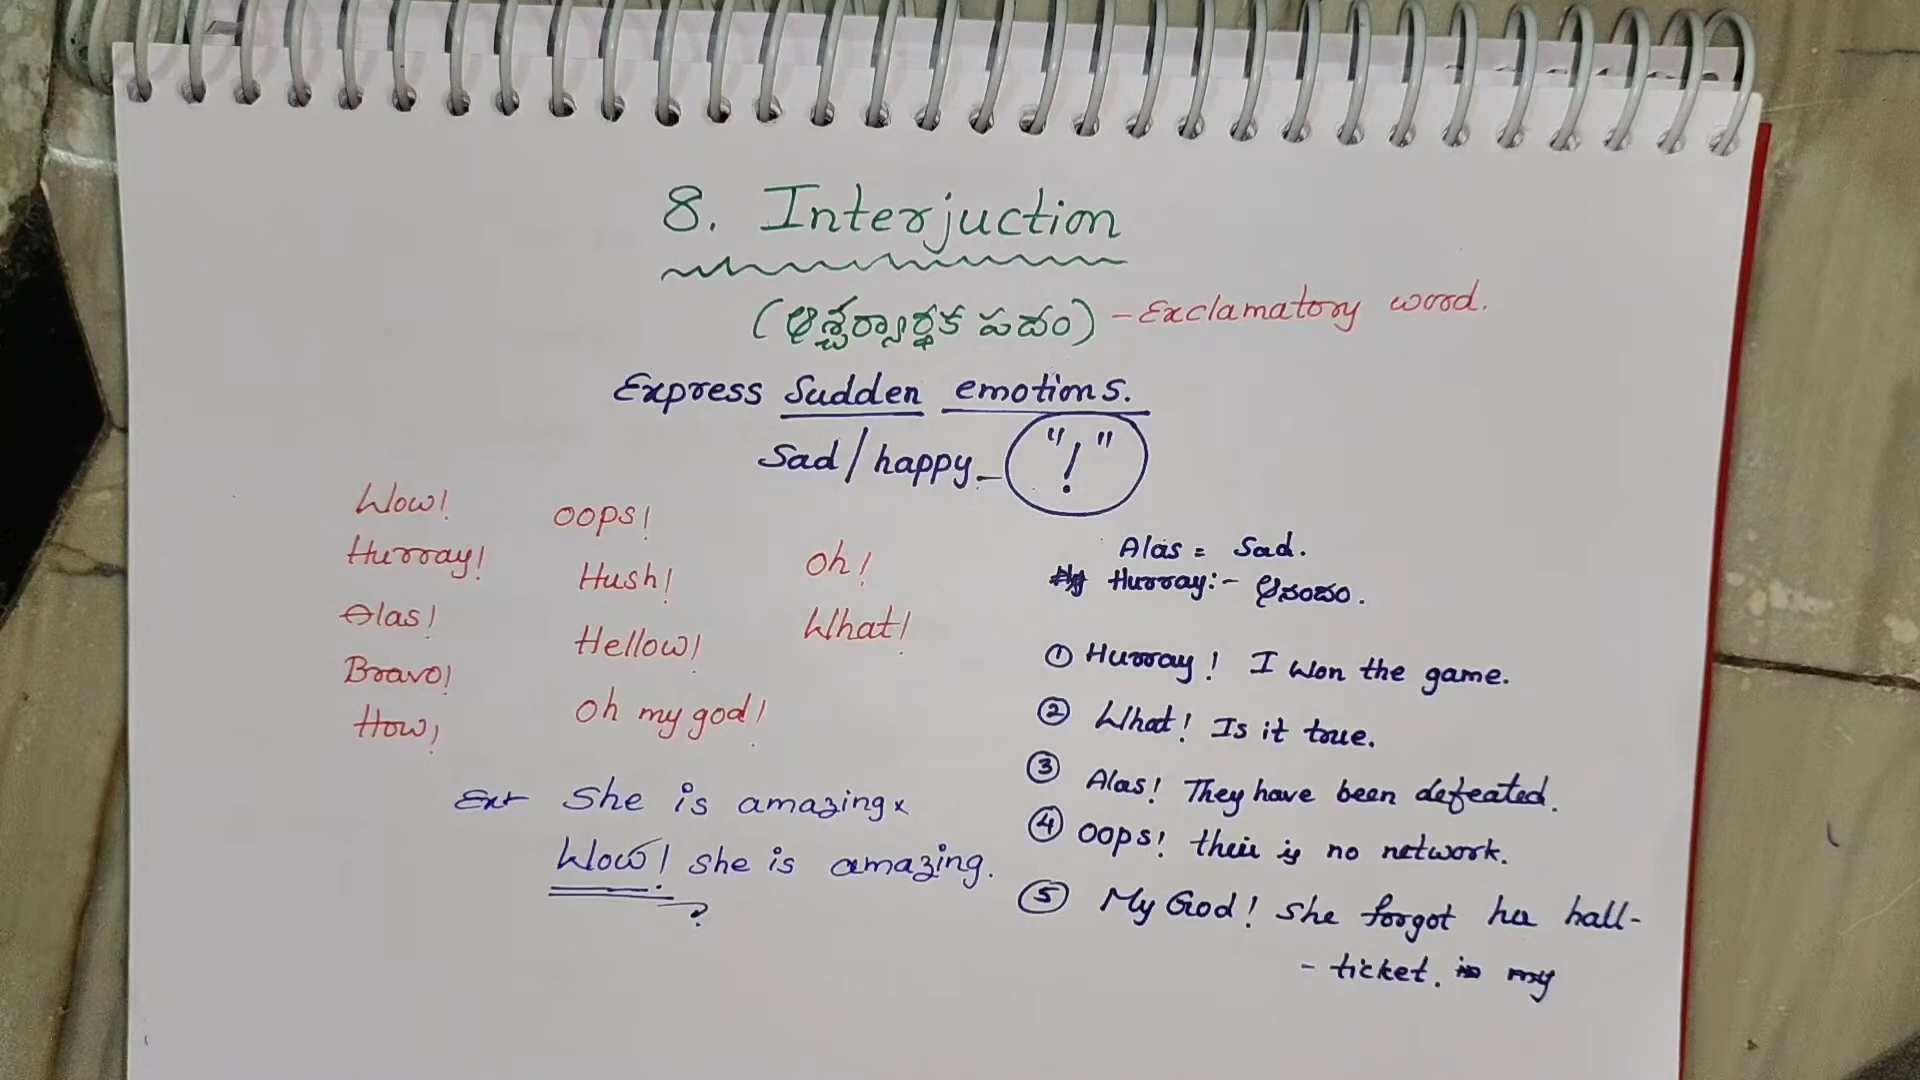 8. Interjuction
(ఆశ్చర్యార్థక పదం) - Exclamatory word.
Express Sudden emotions.
Sad/happy - "!"
Wow!
Hurray!
Alas!
Bravo!
How!
oops!
Hush!
Hellow!
oh my god!
oh!
What!
Ex:- She is amazing x
Wow! she is amazing.
Alas = Sad.
Hurray:- ఆనందం.
① Hurray! I won the game.
② What! Is it true.
③ Alas! They have been defeated.
④ oops! their is no network.
⑤ My God! she forgot her hall-
- ticket. in my